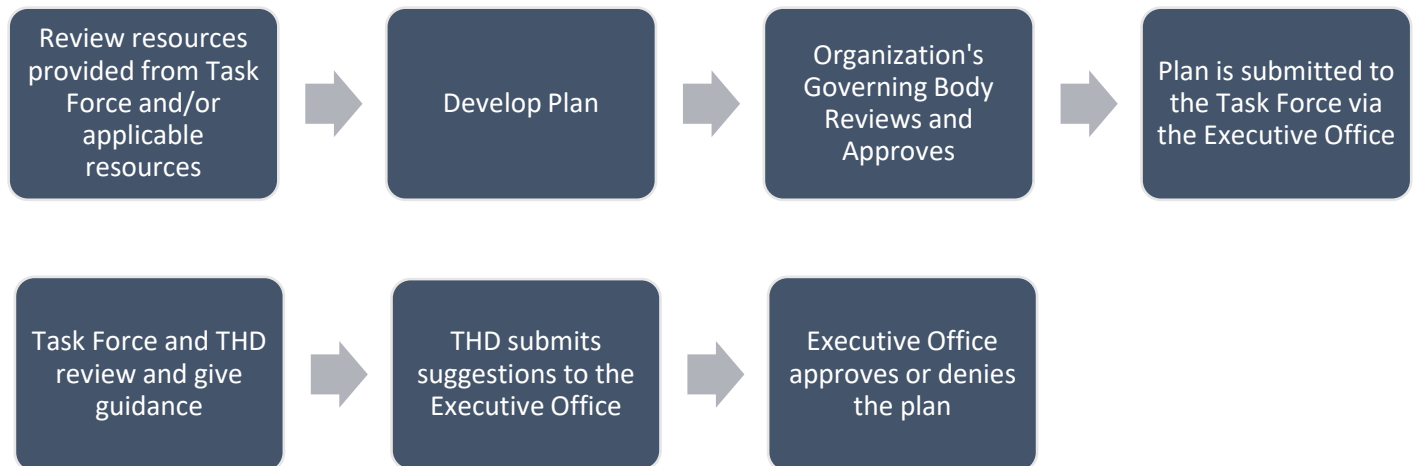 Review resources
provided from Task
Force and/or
applicable
resources
Develop Plan
Organization's
Governing Body
Reviews and
Approves
Plan is submitted to
the Task Force via
the Executive Office
Task Force and THD
review and give
guidance
THD submits
suggestions to the
Executive Office
Executive Office
approves or denies
the plan